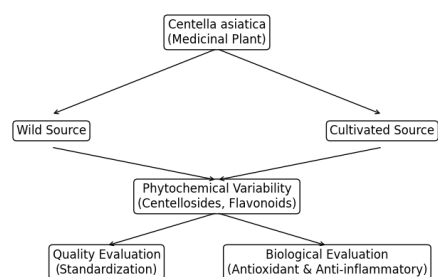 Centella asiatica
(Medicinal Plant)
Wild Source
Cultivated Source
Phytochemical Variability
(Centellosides, Flavonoids)
Quality Evaluation
(Standardization)
Biological Evaluation
(Antioxidant & Anti-inflammatory)